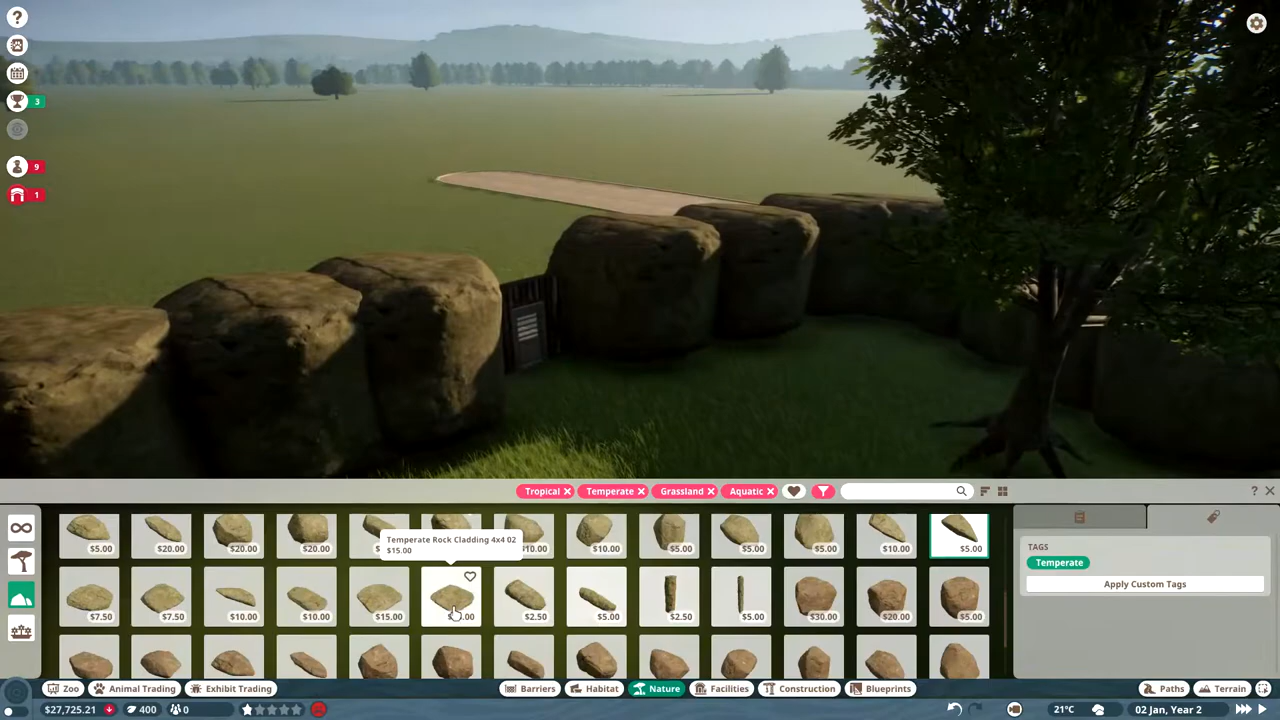 ?
3
9
1
Tropical ✕ Temperate ✕ Grassland ✕ Aquatic ✕
? ✕
$5.00 $20.00 $20.00 $20.00 $10.00 $10.00 $5.00 $5.00 $5.00 $10.00 $5.00
Temperate Rock Cladding 4x4 02
$15.00
TAGS
Temperate
Apply Custom Tags
$7.50 $7.50 $10.00 $10.00 $15.00 $2.50 $5.00 $2.50 $5.00 $30.00 $20.00 $5.00
Zoo Animal Trading Exhibit Trading Barriers Habitat Nature Facilities Construction Blueprints Paths Terrain
$27,725.21 400 0 21°C 02 Jan, Year 2